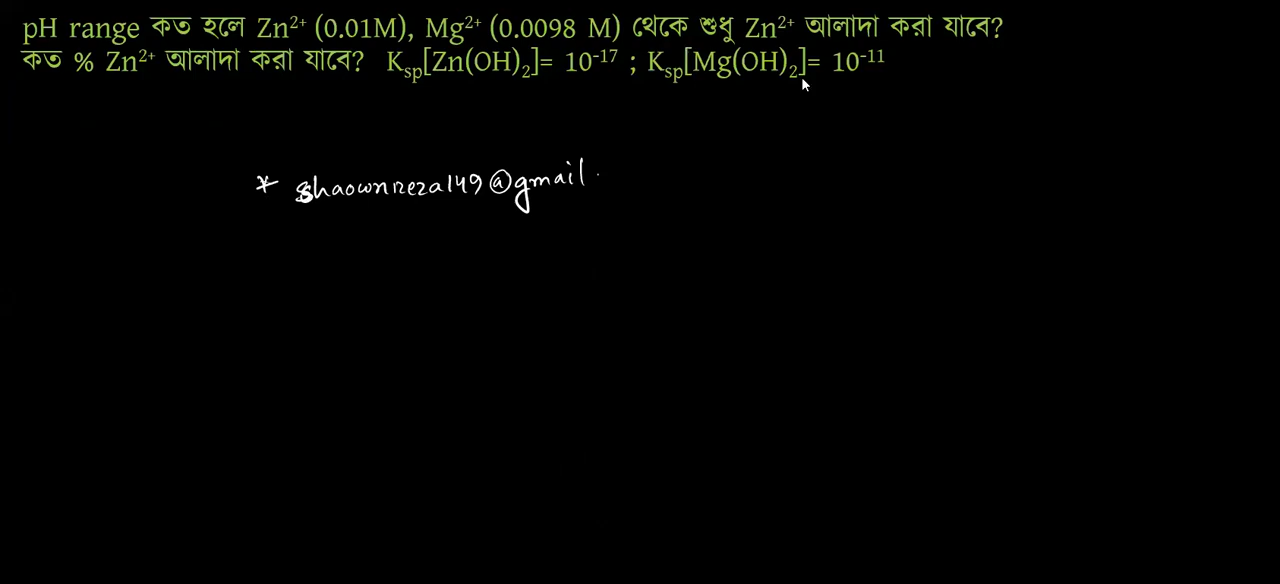 pH range কত হলে Zn²⁺ (0.01M), Mg²⁺ (0.0098 M) থেকে শুধু Zn²⁺ আলাদা করা যাবে?
কত % Zn²⁺ আলাদা করা যাবে? Kₛₚ[Zn(OH)₂]= 10⁻¹⁷ ; Kₛₚ[Mg(OH)₂]= 10⁻¹¹
* shaownreza149@gmail.